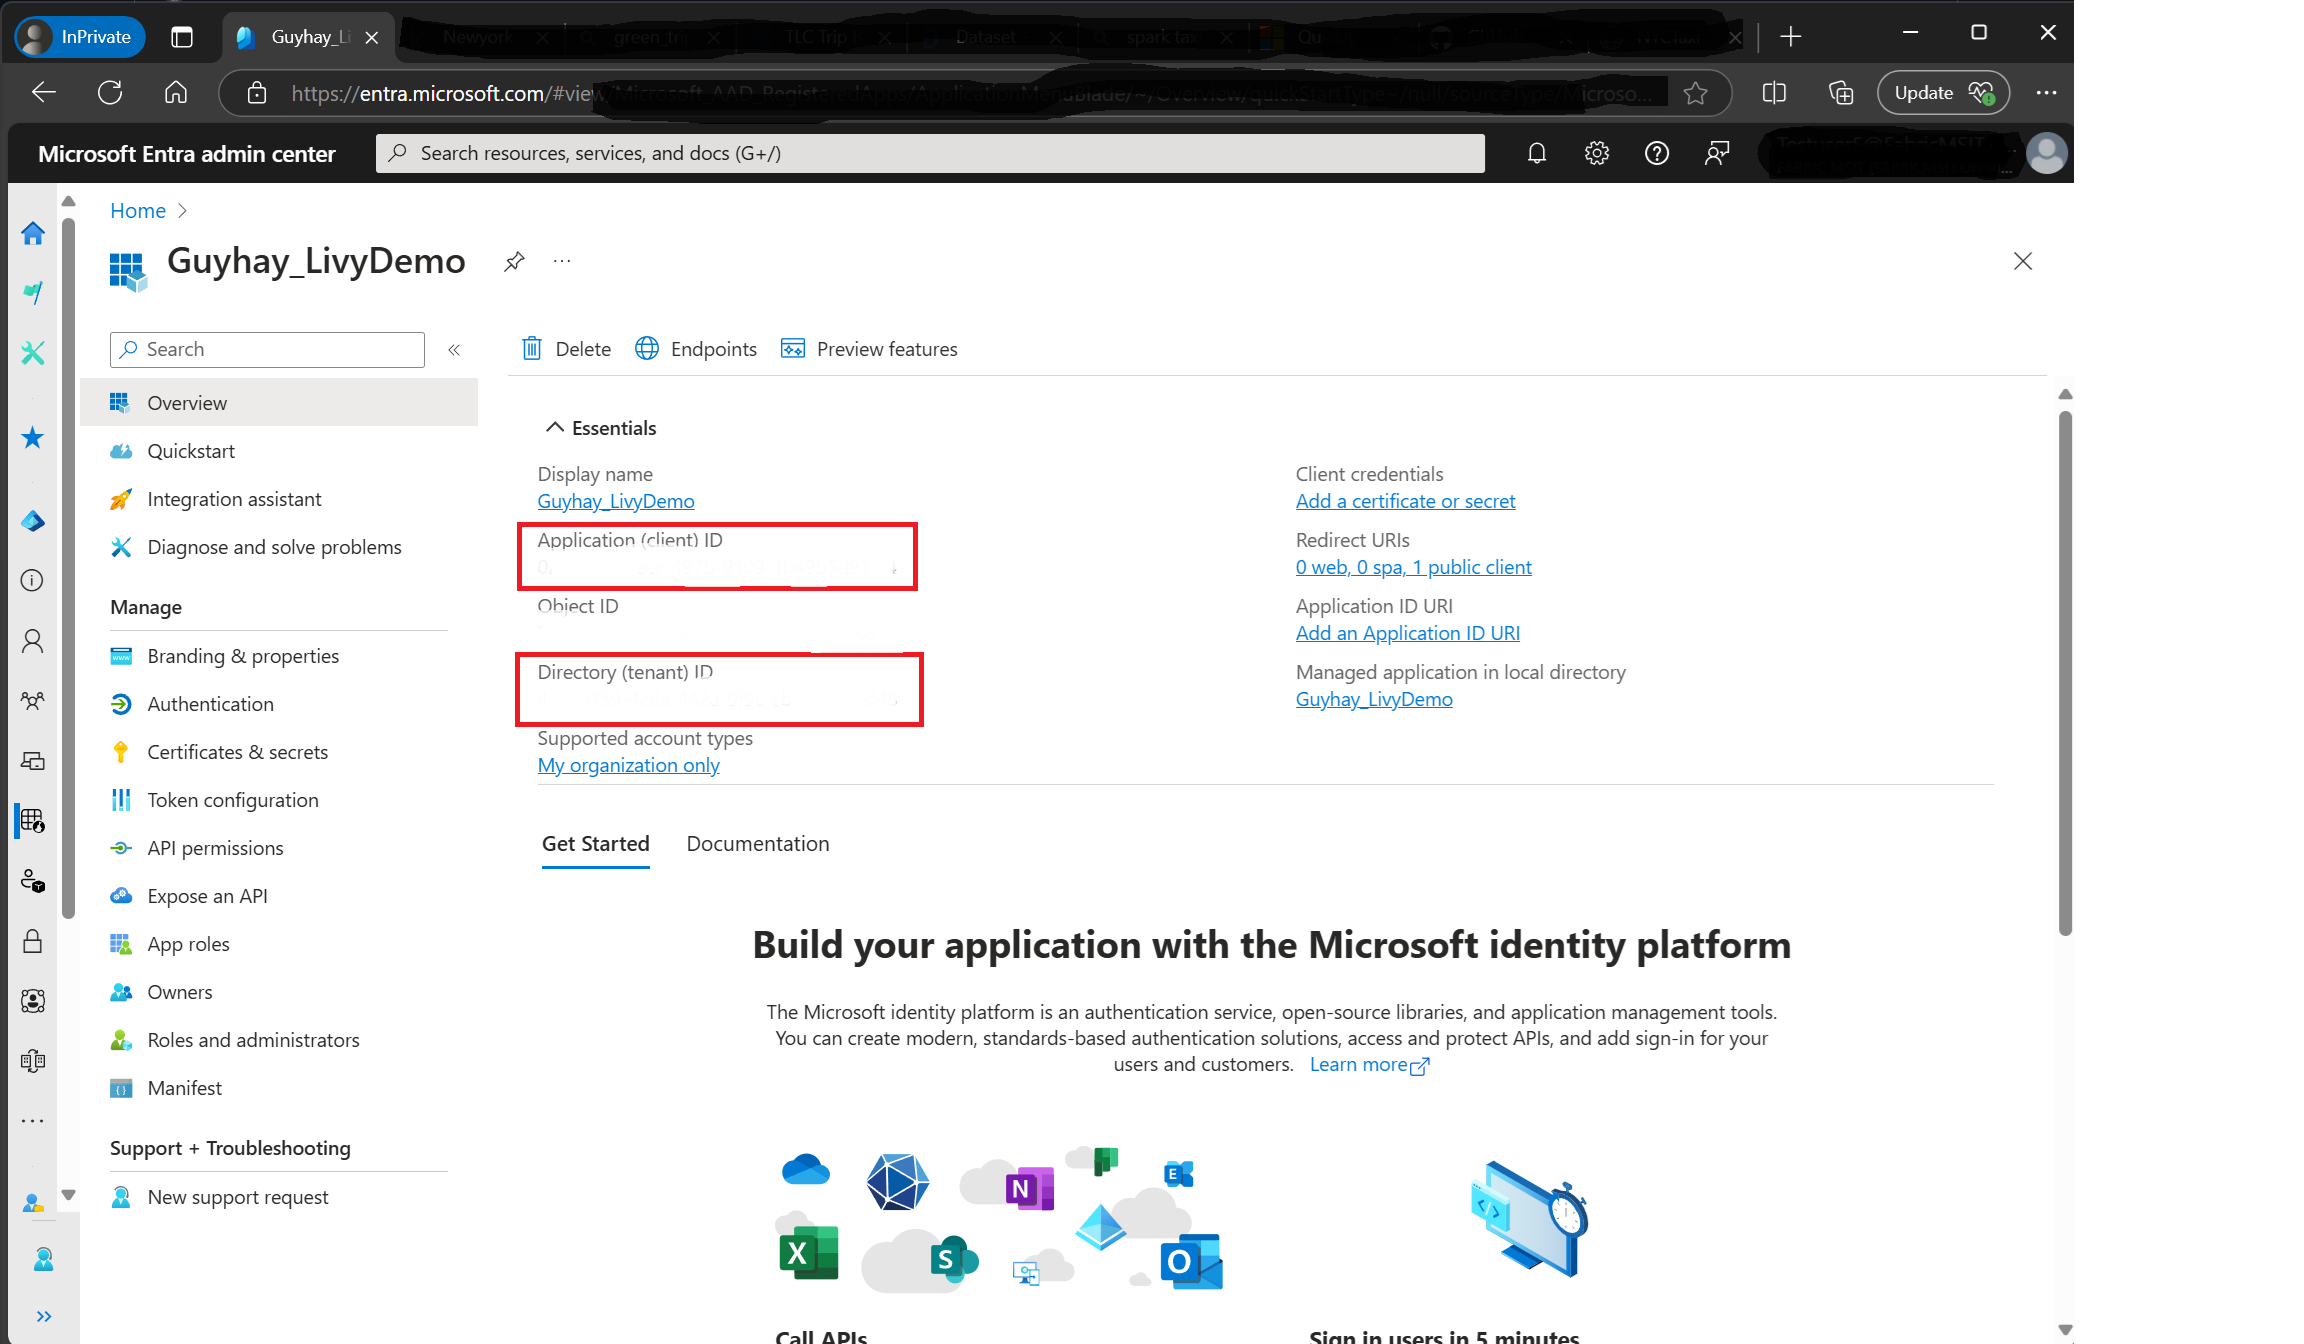 InPrivate
Guyhay_Li
https://entra.microsoft.com/#view
Update
Microsoft Entra admin center
Search resources, services, and docs (G+/)
Home
Guyhay_LivyDemo
Search
Delete
Endpoints
Preview features
Overview
Quickstart
Integration assistant
Diagnose and solve problems
Manage
Branding & properties
Authentication
Certificates & secrets
Token configuration
API permissions
Expose an API
App roles
Owners
Roles and administrators
Manifest
Support + Troubleshooting
New support request
Essentials
Display name
Guyhay_LivyDemo
Application (client) ID
Object ID
Directory (tenant) ID
Supported account types
My organization only
Client credentials
Add a certificate or secret
Redirect URIs
0 web, 0 spa, 1 public client
Application ID URI
Add an Application ID URI
Managed application in local directory
Guyhay_LivyDemo
Get Started
Documentation
Build your application with the Microsoft identity platform
The Microsoft identity platform is an authentication service, open-source libraries, and application management tools.
You can create modern, standards-based authentication solutions, access and protect APIs, and add sign-in for your
users and customers. Learn more
N
E
X
S
O
Call APIs
Sign in users in 5 minutes